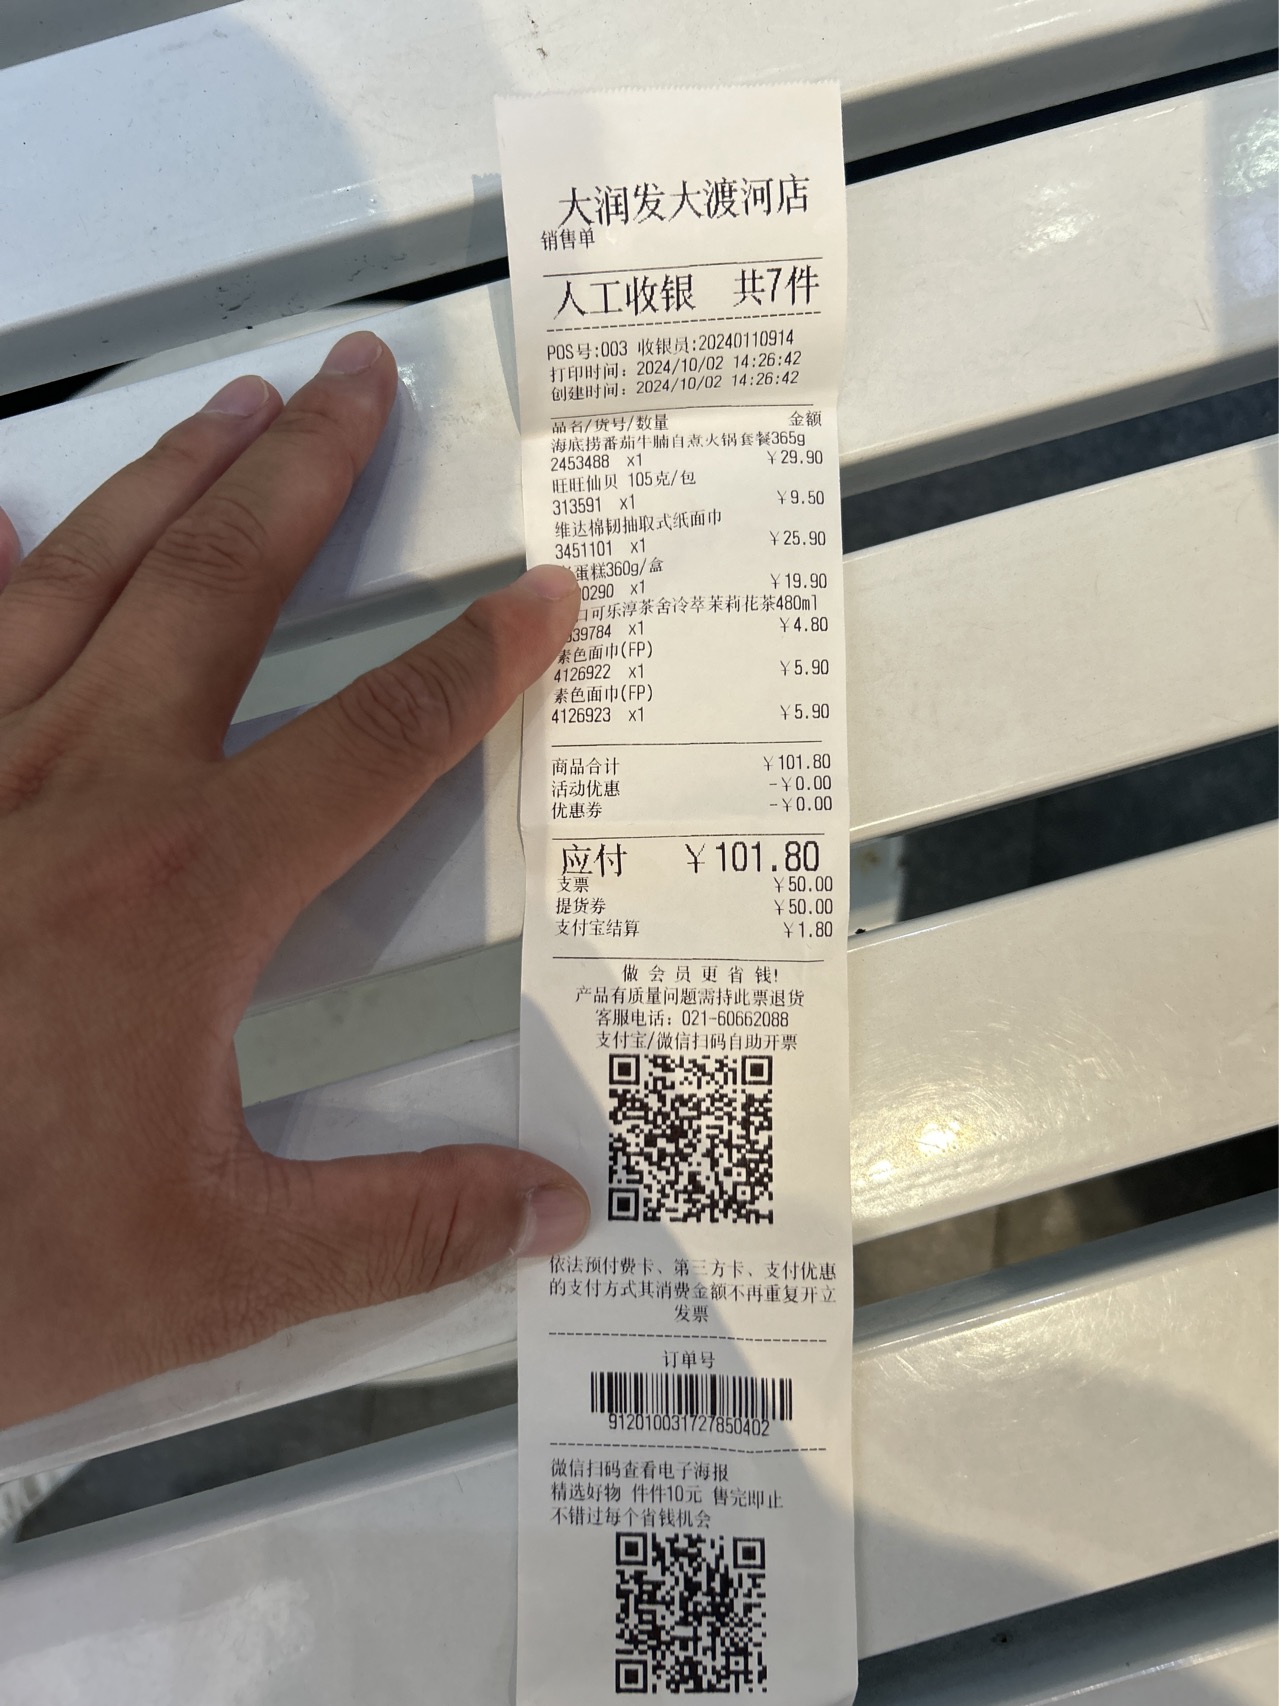 大润发大渡河店
销售单
人工收银 共7件
POS号:003 收银员:20240110914
打印时间: 2024/10/02 14:26:42
创建时间: 2024/10/02 14:26:42
品名/货号/数量 金额
海底捞番茄牛腩自煮火锅套餐365g
2453488 x1 ¥29.90
旺旺仙贝 105克/包
313591 x1 ¥9.50
维达棉韧抽取式纸面巾
3451101 x1 ¥25.90
蛋糕360g/盒
0290 x1 ¥19.90
口可乐淳茶舍冷萃茉莉花茶480ml
39784 x1 ¥4.80
素色面巾(FP)
4126922 x1 ¥5.90
素色面巾(FP)
4126923 x1 ¥5.90
商品合计 ¥101.80
活动优惠 -¥0.00
优惠券 -¥0.00
应付 ¥101.80
支票 ¥50.00
提货券 ¥50.00
支付宝结算 ¥1.80
做会员更省钱!
产品有质量问题需持此票退货
客服电话: 021-60662088
支付宝/微信扫码自助开票
依法预付费卡、第三方卡、支付优惠
的支付方式其消费金额不再重复开立
发票
订单号
912010031727850402
微信扫码查看电子海报
精选好物 件件10元 售完即止
不错过每个省钱机会